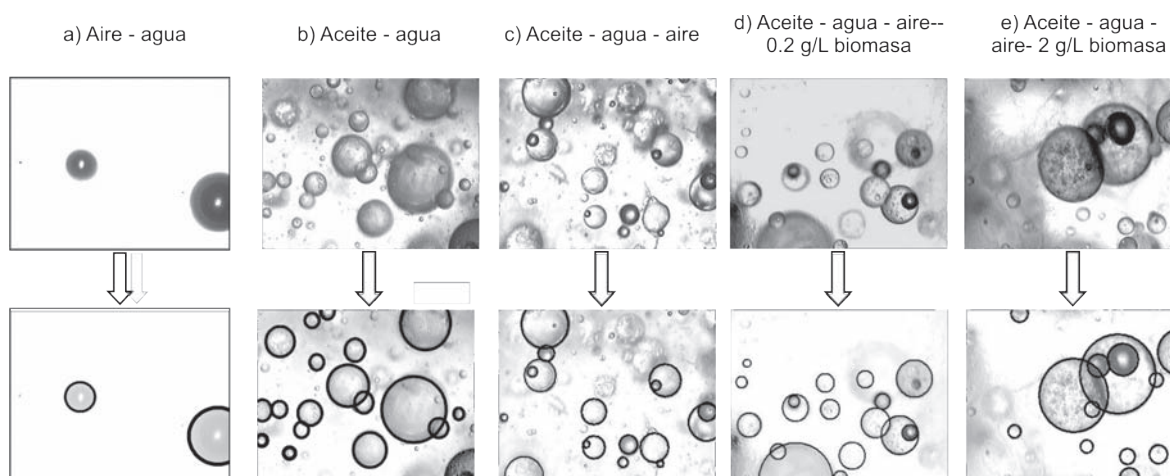 a) Aire - agua
b) Aceite - agua
c) Aceite - agua - aire
d) Aceite - agua - aire--
0.2 g/L biomasa
e) Aceite - agua -
aire- 2 g/L biomasa